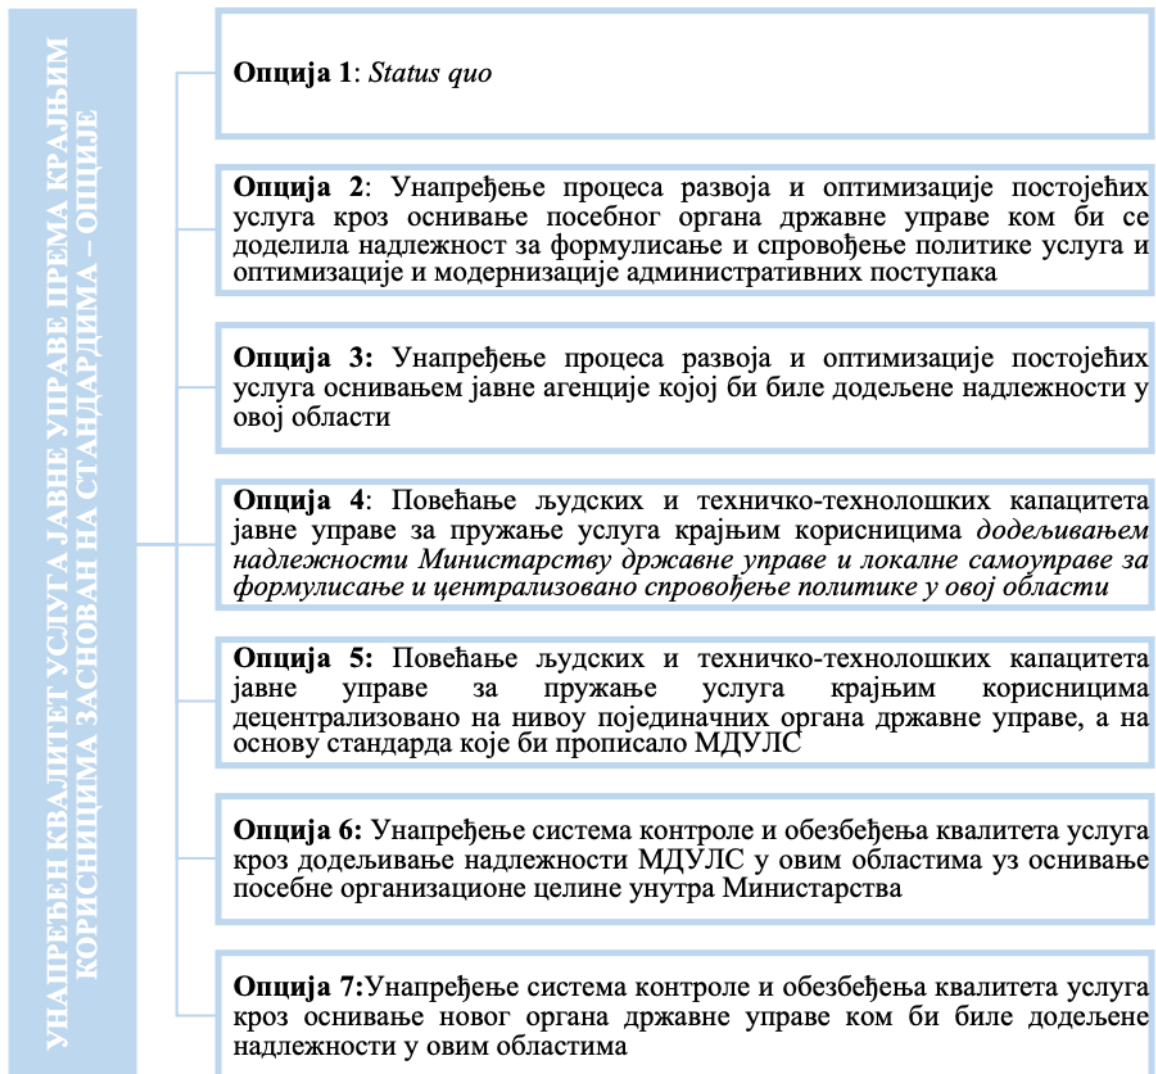 УНАПРЕЂЕН КВАЛИТЕТ УСЛУГА ЈАВНЕ УПРАВЕ ПРЕМА КРАЈЊИМ
КОРИСНИЦИМА ЗАСНОВАН НА СТАНДАРДИМА – ОПЦИЈЕ
Опција 1: Status quo
Опција 2: Унапређење процеса развоја и оптимизације постојећих
услуга кроз оснивање посебног органа државне управе ком би се
доделила надлежност за формулисање и спровођење политике услуга и
оптимизације и модернизације административних поступака
Опција 3: Унапређење процеса развоја и оптимизације постојећих
услуга оснивањем јавне агенције којој би биле додељене надлежности у
овој области
Опција 4: Повећање људских и техничко-технолошких капацитета
јавне управе за пружање услуга крајњим корисницима додељивањем
надлежности Министарству државне управе и локалне самоуправе за
формулисање и централизовано спровођење политике у овој области
Опција 5: Повећање људских и техничко-технолошких капацитета
јавне управе за пружање услуга крајњим корисницима
децентрализовано на нивоу појединачних органа државне управе, а на
основу стандарда које би прописало МДУЛС
Опција 6: Унапређење система контроле и обезбеђења квалитета услуга
кроз додељивање надлежности МДУЛС у овим областима уз оснивање
посебне организационе целине унутра Министарства
Опција 7:Унапређење система контроле и обезбеђења квалитета услуга
кроз оснивање новог органа државне управе ком би биле додељене
надлежности у овим областима